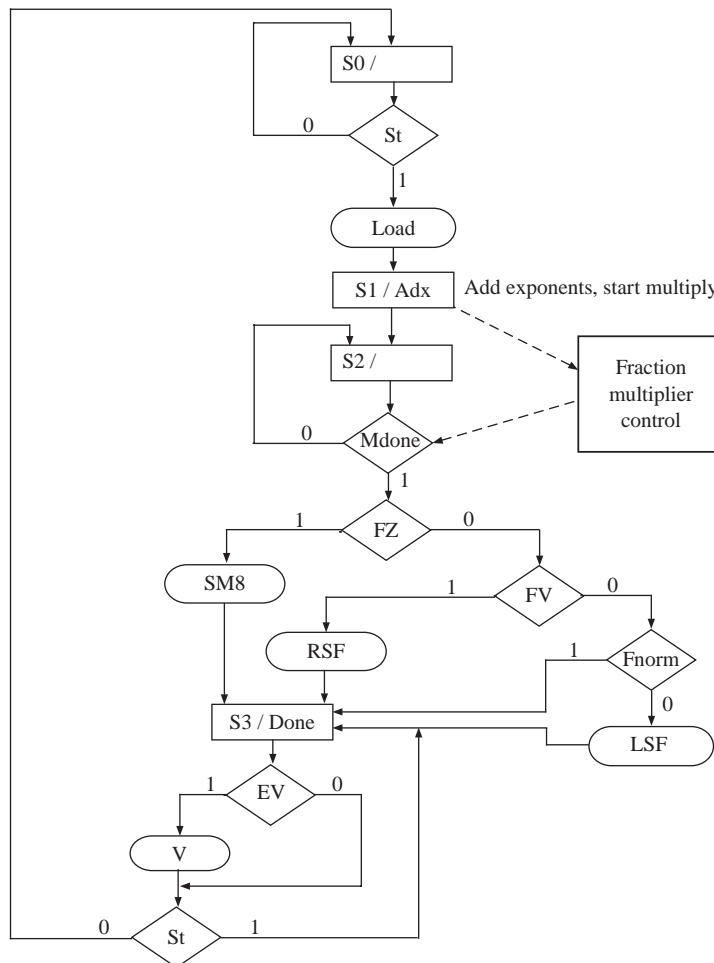 S0 /
0
St
1
Load
S1 / Adx
Add exponents, start multiply
S2 /
Fraction
multiplier
control
0
Mdone
1
1
FZ
0
SM8
1
FV
0
RSF
1
Fnorm
0
S3 / Done
LSF
1
EV
0
V
0
St
1